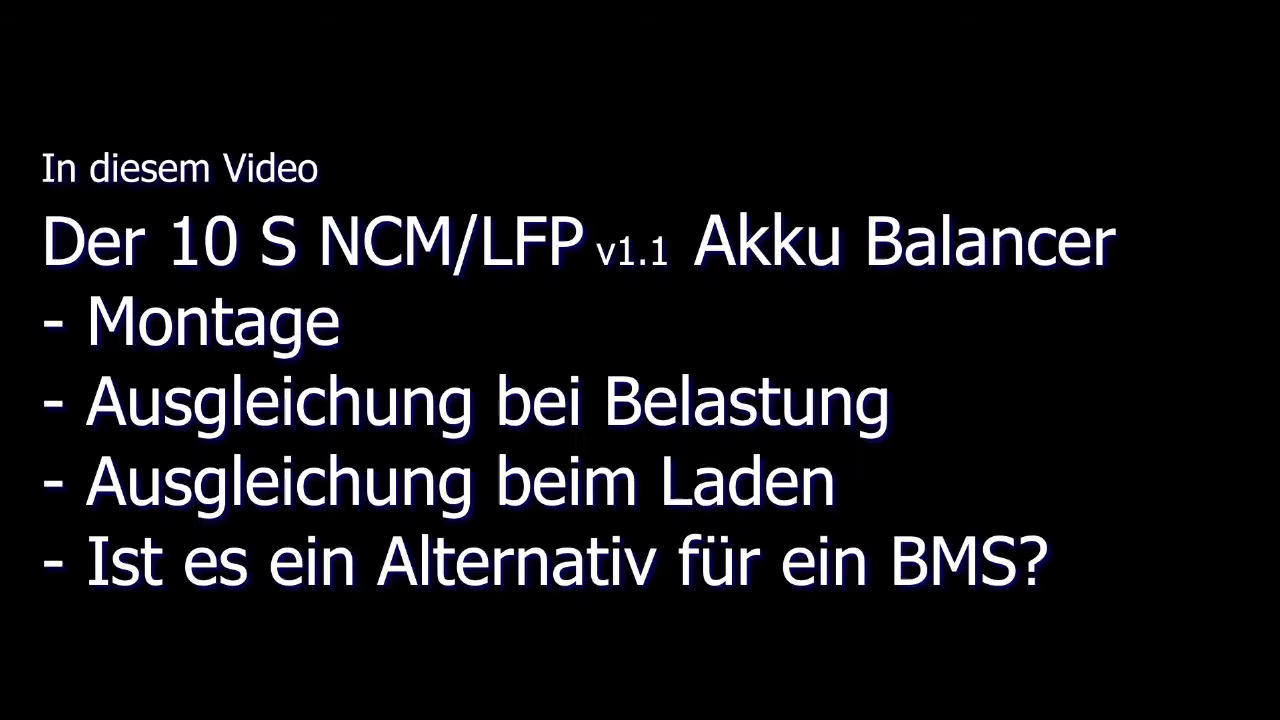 In diesem Video
Der 10 S NCM/LFP v1.1 Akku Balancer
- Montage
- Ausgleichung bei Belastung
- Ausgleichung beim Laden
- Ist es ein Alternativ für ein BMS?